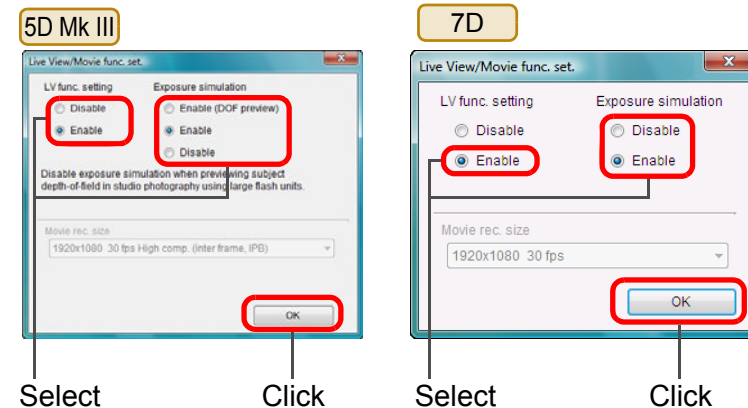 5D Mk III
Live View/Movie func. set.
LV func. setting
Exposure simulation
Disable
Enable (DOF preview)
Enable
Enable
Disable
Disable exposure simulation when previewing subject
depth-of-field in studio photography using large flash units.
Movie rec. size
1920x1080 30 fps High comp. (inter frame, IPB)
OK
Select
Click
7D
Live View/Movie func. set.
LV func. setting
Exposure simulation
Disable
Disable
Enable
Enable
Movie rec. size
1920x1080 30 fps
OK
Select
Click